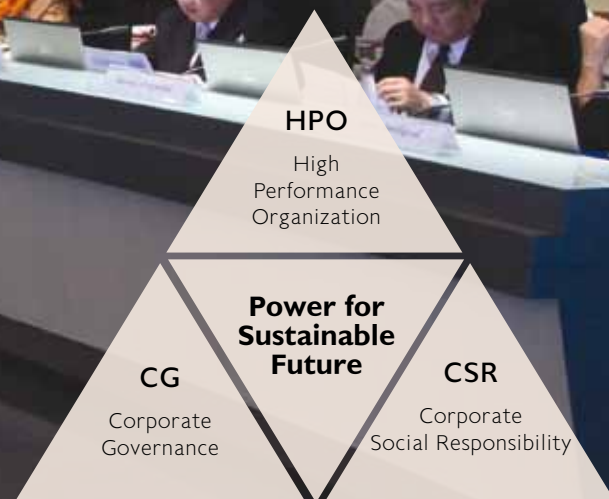 HPO
High
Performance
Organization
Power for
Sustainable
Future
CG
Corporate
Governance
CSR
Corporate
Social Responsibility